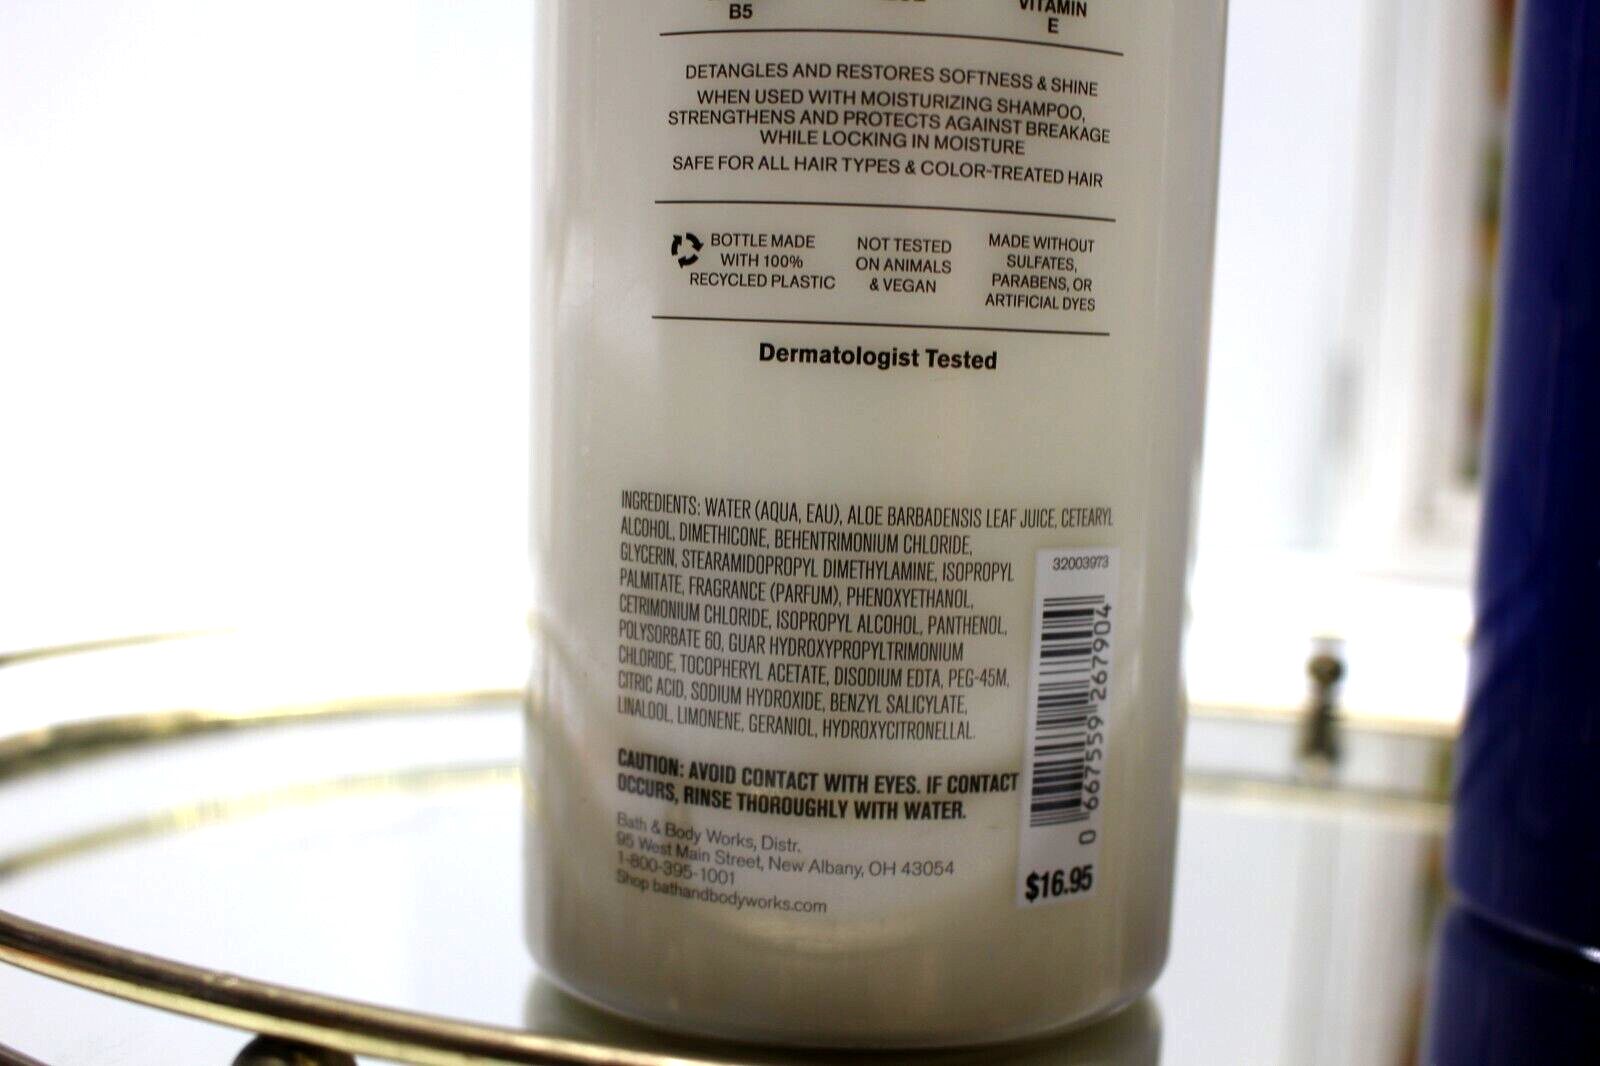 B5
VITAMIN
E
DETANGLES AND RESTORES SOFTNESS & SHINE
WHEN USED WITH MOISTURIZING SHAMPOO,
STRENGTHENS AND PROTECTS AGAINST BREAKAGE
WHILE LOCKING IN MOISTURE
SAFE FOR ALL HAIR TYPES & COLOR-TREATED HAIR
BOTTLE MADE
WITH 100%
RECYCLED PLASTIC
NOT TESTED
ON ANIMALS
& VEGAN
MADE WITHOUT
SULFATES,
PARABENS, OR
ARTIFICIAL DYES
Dermatologist Tested
INGREDIENTS: WATER (AQUA, EAU), ALOE BARBADENSIS LEAF JUICE, CETEARYL
ALCOHOL, DIMETHICONE, BEHENTRIMONIUM CHLORIDE,
GLYCERIN, STEARAMIDOPROPYL DIMETHYLAMINE, ISOPROPYL
PALMITATE, FRAGRANCE (PARFUM), PHENOXYETHANOL,
CETRIMONIUM CHLORIDE, ISOPROPYL ALCOHOL, PANTHENOL,
POLYSORBATE 60, GUAR HYDROXYPROPYLTRIMONIUM
CHLORIDE, TOCOPHERYL ACETATE, DISODIUM EDTA, PEG-45M,
CITRIC ACID, SODIUM HYDROXIDE, BENZYL SALICYLATE,
LINALOOL, LIMONENE, GERANIOL, HYDROXYCITRONELLAL.
CAUTION: AVOID CONTACT WITH EYES. IF CONTACT
OCCURS, RINSE THOROUGHLY WITH WATER.
Bath & Body Works, Distr.
95 West Main Street, New Albany, OH 43054
1-800-395-1001
Shop bathandbodyworks.com
32003973
0 667559 267904
$16.95